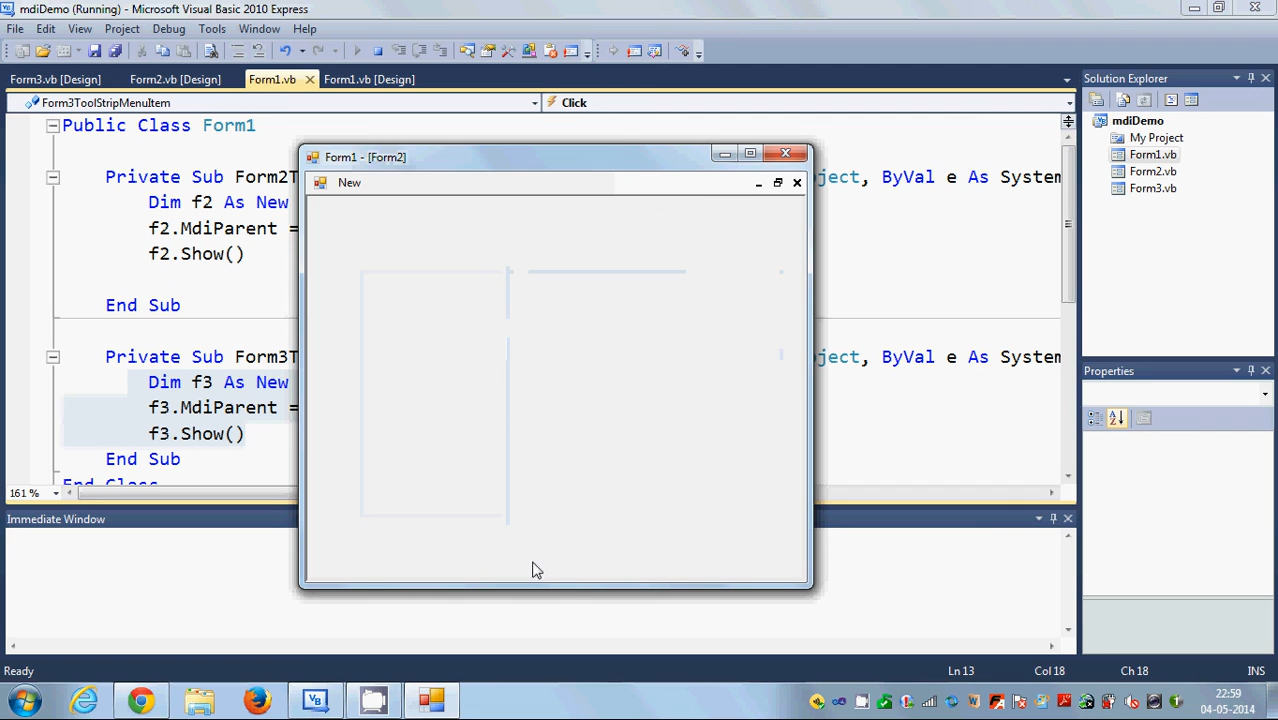 mdiDemo (Running) - Microsoft Visual Basic 2010 Express
File Edit View Project Debug Tools Window Help
Form3.vb [Design] Form2.vb [Design] Form1.vb Form1.vb [Design]
Form3ToolStripMenuItem Click
Public Class Form1
Private Sub Form2T
oject, ByVal e As System
Dim f2 As New
f2.MdiParent =
f2.Show()
End Sub
Private Sub Form3T
oject, ByVal e As System
Dim f3 As New
f3.MdiParent =
f3.Show()
End Sub
End Class
161 %
Form1 - [Form2]
New
Immediate Window
Solution Explorer
mdiDemo
My Project
Form1.vb
Form2.vb
Form3.vb
Properties
Ready Ln 13 Col 18 Ch 18 INS
22:59
04-05-2014